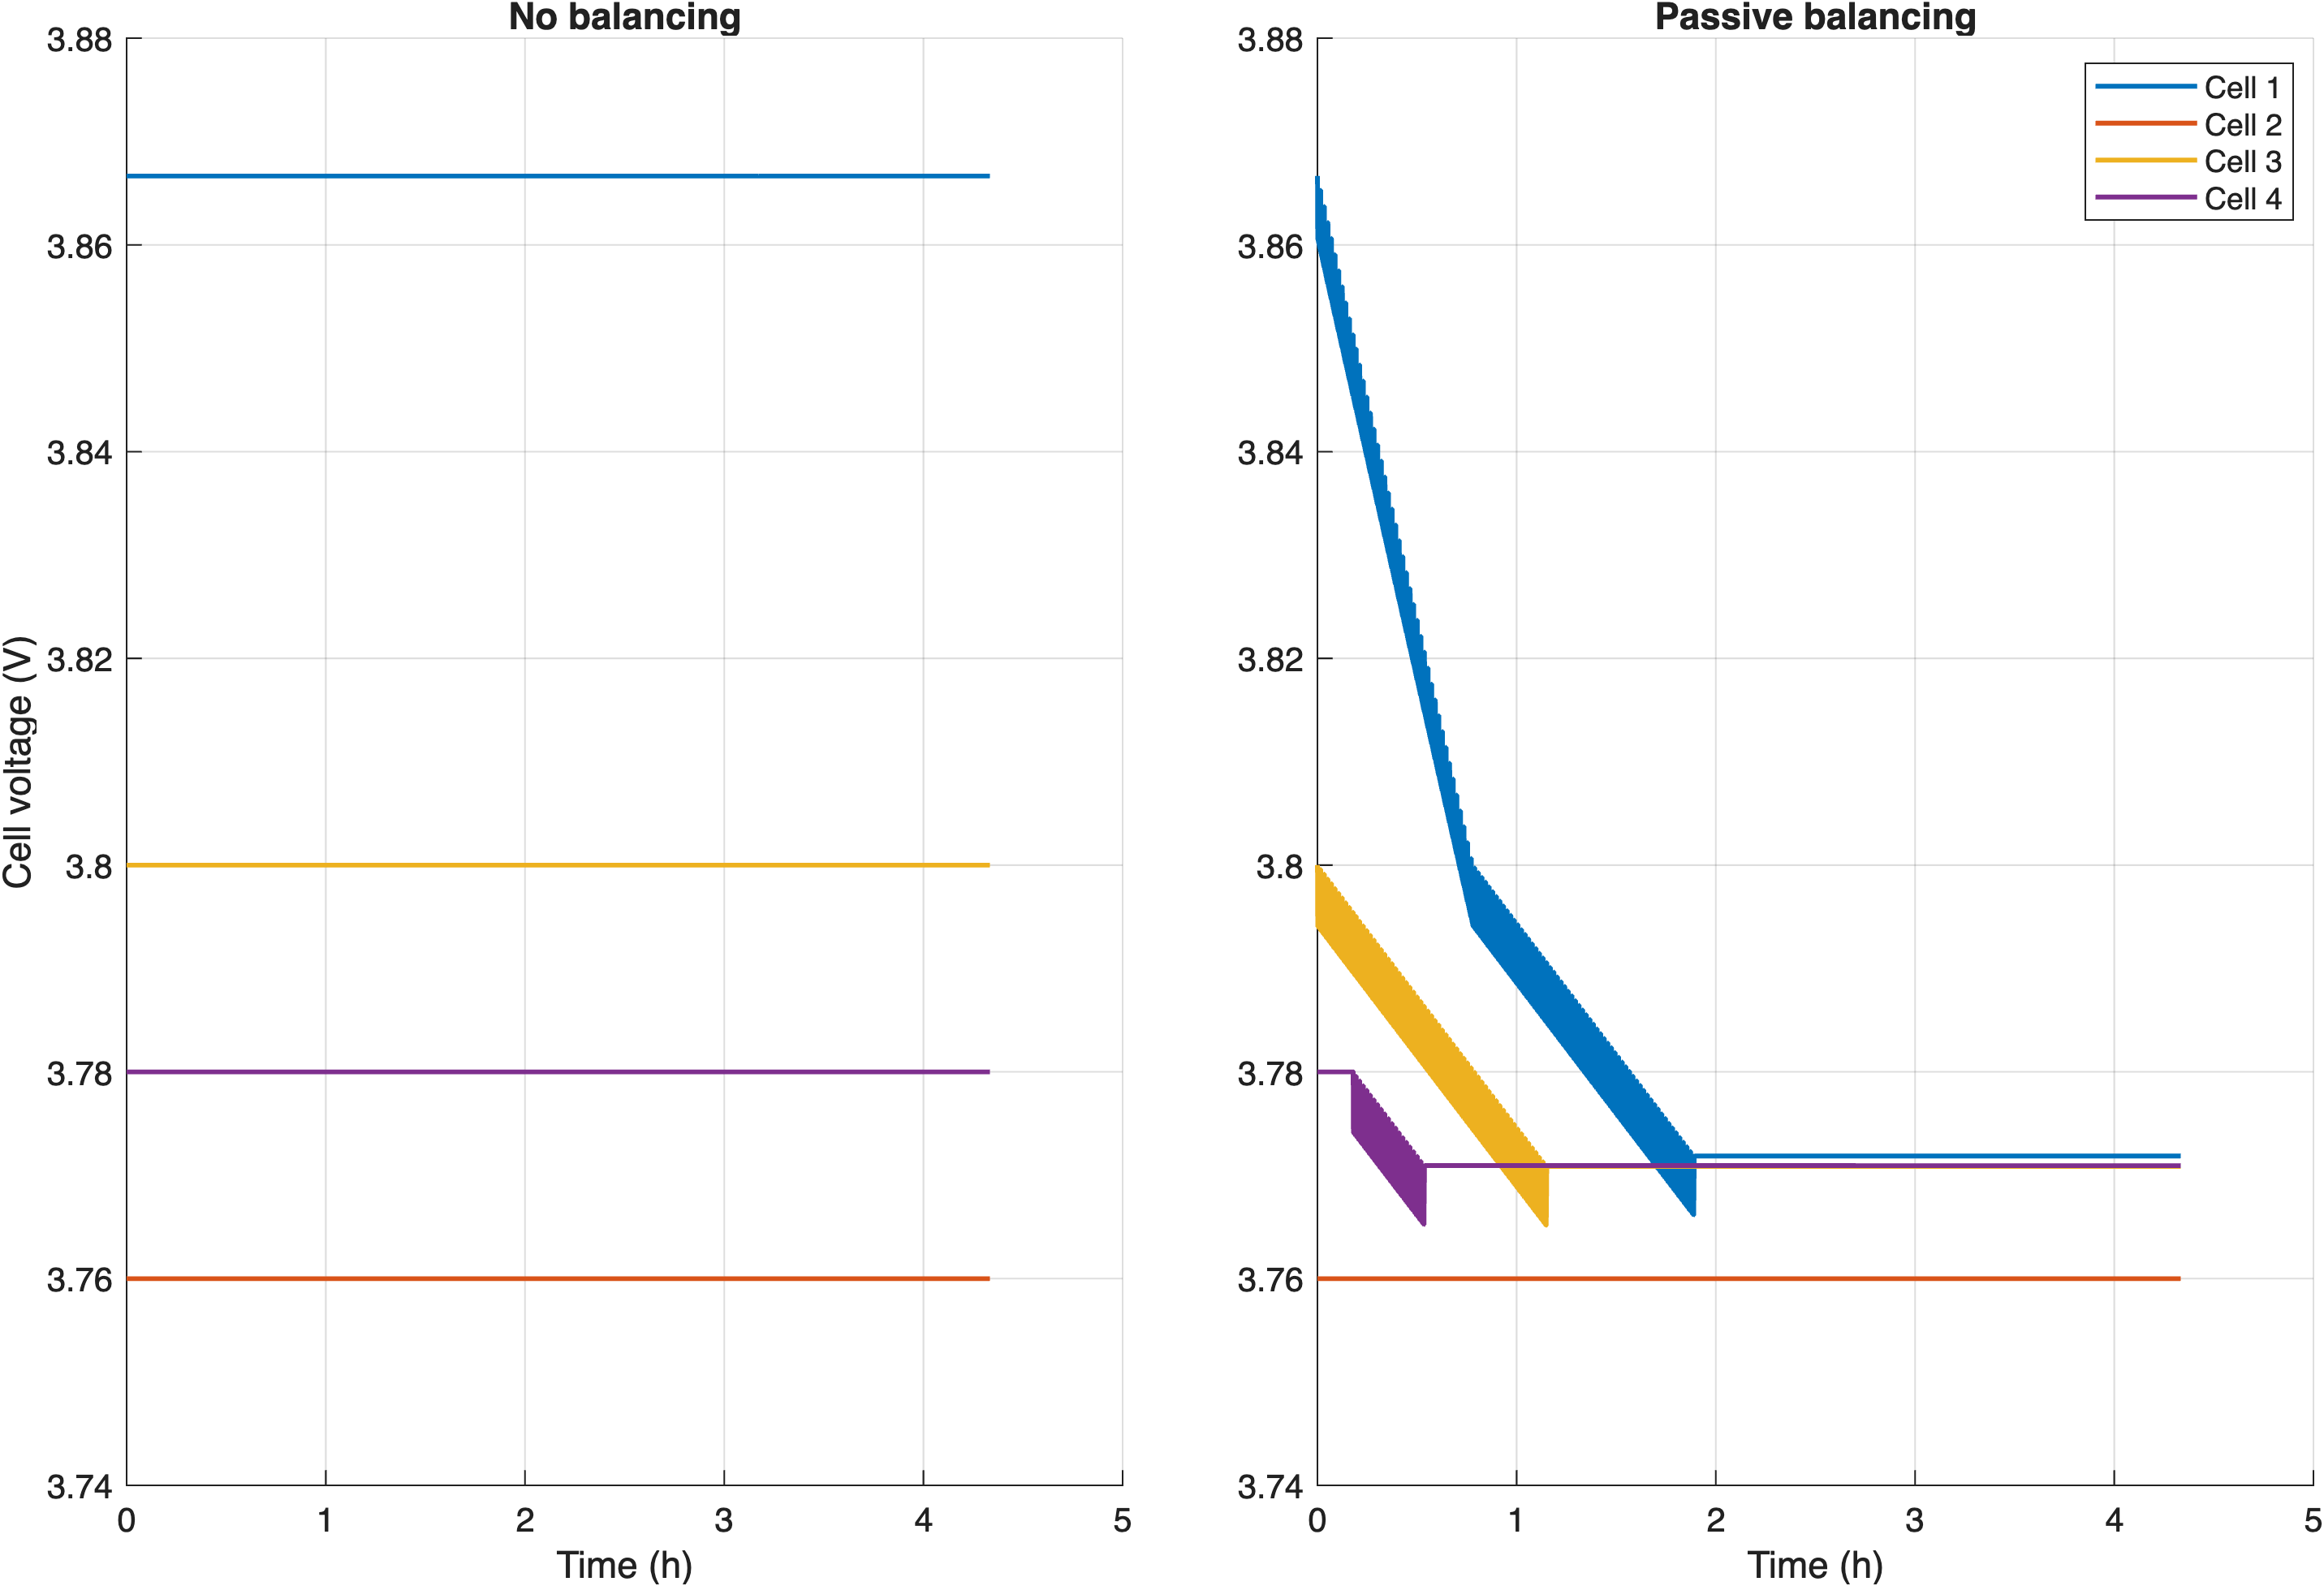 No balancing
Cell voltage (V)
3.88
3.86
3.84
3.82
3.8
3.78
3.76
3.74
0 1 2 3 4 5
Time (h)
Passive balancing
3.88
3.86
3.84
3.82
3.8
3.78
3.76
3.74
0 1 2 3 4 5
Time (h)
Cell 1
Cell 2
Cell 3
Cell 4